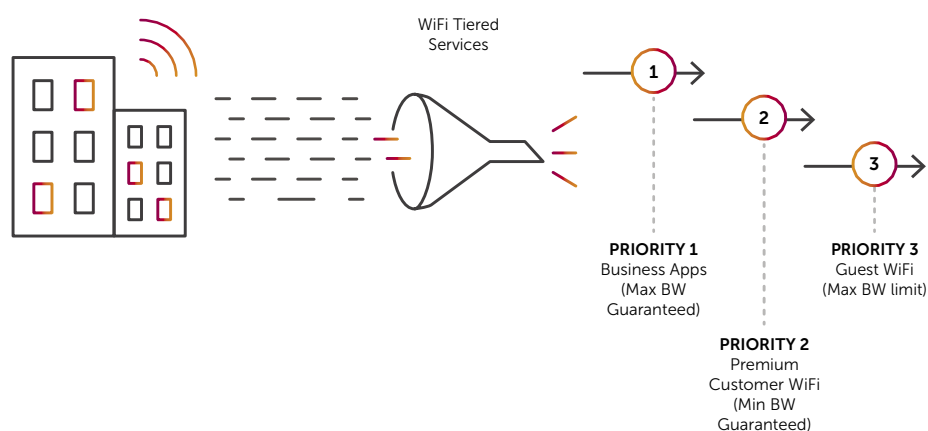 WiFi Tiered
Services
1
2
3
PRIORITY 1
Business Apps
(Max BW
Guaranteed)
PRIORITY 2
Premium
Customer WiFi
(Min BW
Guaranteed)
PRIORITY 3
Guest WiFi
(Max BW limit)